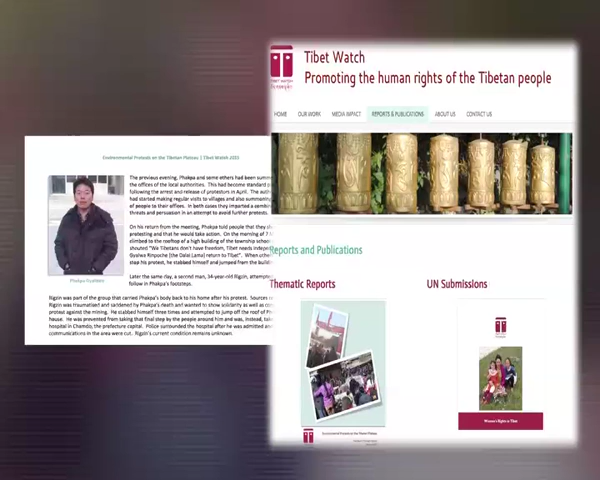 Environmental Protests on the Tibetan Plateau | Tibet Watch 2015
The previous evening, Phakpa and some others had been summ
the offices of the local authorities. This had become standard
following the arrest and release of protestors in April. The auth
had started making regular visits to villages and also summoning
of people to their offices. In both cases they imparted a
threats and persuasion in an attempt to avoid further protests.
On his return from the meeting, Phakpa told people that they
protesting and that he would take action. On the morning of 7
climbed to the rooftop of a high building of the township
shouted "We Tibetans don't have freedom, Tibet needs
Gyalwa Rinpoche [the Dalai Lama] return to Tibet". When
stop his protest, he stabbed himself and jumped from the
Later the same day, a second man, 34-year-old Rigzin, attempt
follow in Phakpa's footsteps.
Phakpa Gyaltsen
Rigzin was part of the group that carried Phakpa's body back to his home after his protest. Sources
Rigzin was traumatised and saddened by Phakpa's death and wanted to show solidarity as well as
protest against the mining. He stabbed himself three times and attempted to jump off the roof of
house. He was prevented from taking that final step by the people around him and was, instead,
hospital in Chamdo, the prefecture capital. Police surrounded the hospital after he was admitted
communications in the area were cut. Rigzin's current condition remains unknown.
Tibet Watch
Promoting the human rights of the Tibetan people
HOME OUR WORK MEDIA IMPACT REPORTS & PUBLICATIONS ABOUT US CONTACT US
Reports and Publications
Thematic Reports UN Submissions
Environmental Protests on the Tibetan Plateau
Women's Rights in Tibet